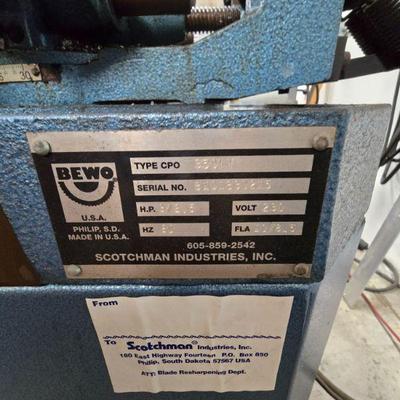 30
BEWO
U.S.A.
PHILIP, S.D.
MADE IN U.S.A.
TYPE CPO
SERIAL NO.
H.P. VOLT
HZ FLA
605-859-2542
SCOTCHMAN INDUSTRIES, INC.
From
To Scotchman Industries, Inc.
180 East Highway Fourteen P.O. Box 850
Philip, South Dakota 57567 USA
ATT: Blade Resharpening Dept.